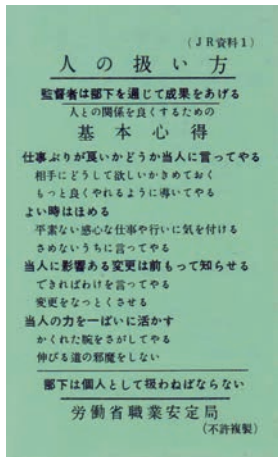 (JR資料1)
人の扱い方
監督者は部下を通じて成果をあげる
人との関係を良くするための
基本心得
仕事ぶりが良いかどうか当人に言ってやる
相手にどうして欲しいかきめておく
もっと良くやれるように導いてやる
よい時はほめる
平素ない感心な仕事や行いに気を付ける
さめないうちに言ってやる
当人に影響ある変更は前もって知らせる
できればわけを言ってやる
変更をなっとくさせる
当人の力を一ぱいに活かす
かくれた腕をさがしてやる
伸びる道の邪魔をしない
部下は個人として扱わねばならない
労働省職業安定局
(不許複製)